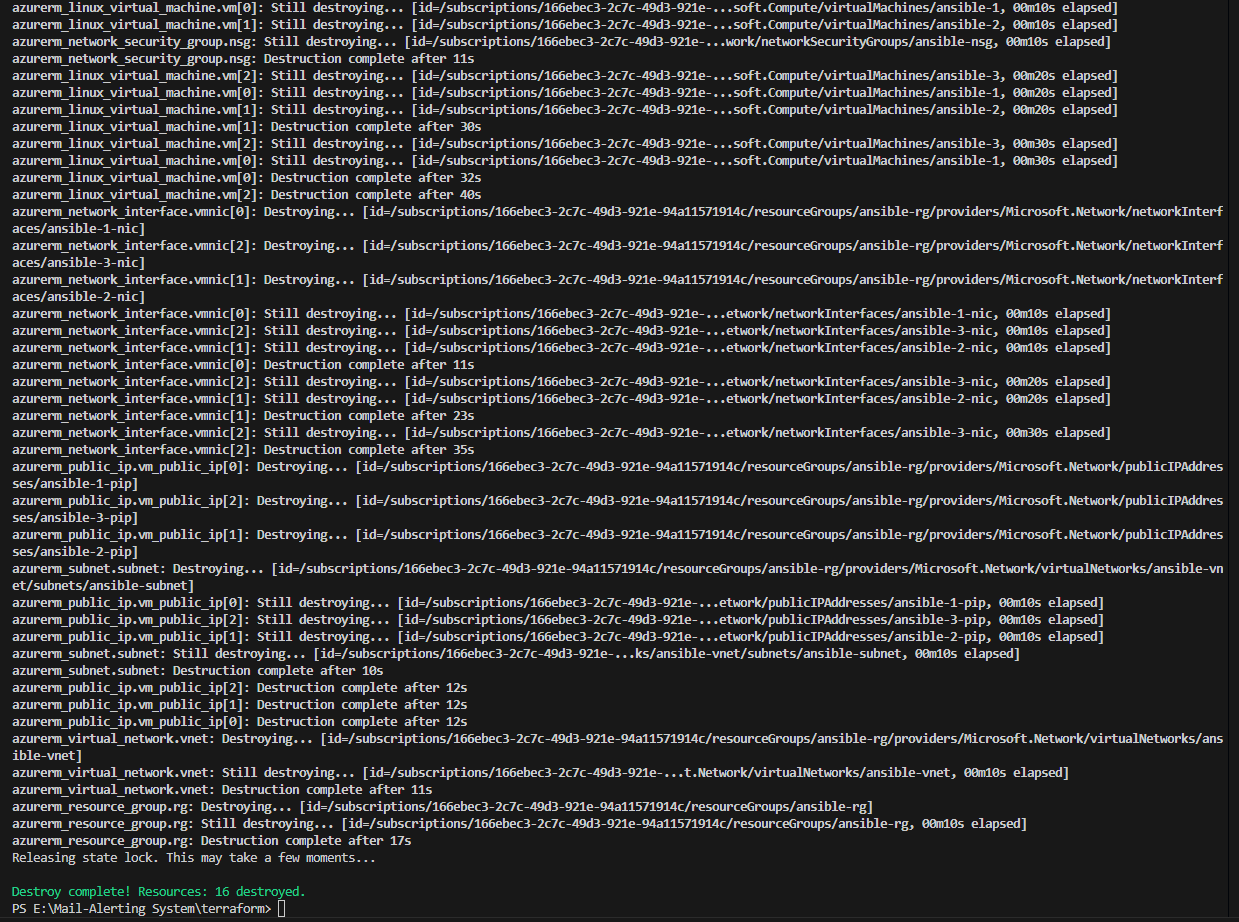 azurerm_linux_virtual_machine.vm[0]: Still destroying... [id=/subscriptions/166ebec3-2c7c-49d3-921e-...soft.Compute/virtualMachines/ansible-1, 00m10s elapsed]
azurerm_linux_virtual_machine.vm[1]: Still destroying... [id=/subscriptions/166ebec3-2c7c-49d3-921e-...soft.Compute/virtualMachines/ansible-2, 00m10s elapsed]
azurerm_network_security_group.nsg: Still destroying... [id=/subscriptions/166ebec3-2c7c-49d3-921e-...work/networkSecurityGroups/ansible-nsg, 00m10s elapsed]
azurerm_network_security_group.nsg: Destruction complete after 11s
azurerm_linux_virtual_machine.vm[2]: Still destroying... [id=/subscriptions/166ebec3-2c7c-49d3-921e-...soft.Compute/virtualMachines/ansible-3, 00m20s elapsed]
azurerm_linux_virtual_machine.vm[0]: Still destroying... [id=/subscriptions/166ebec3-2c7c-49d3-921e-...soft.Compute/virtualMachines/ansible-1, 00m20s elapsed]
azurerm_linux_virtual_machine.vm[1]: Still destroying... [id=/subscriptions/166ebec3-2c7c-49d3-921e-...soft.Compute/virtualMachines/ansible-2, 00m20s elapsed]
azurerm_linux_virtual_machine.vm[1]: Destruction complete after 30s
azurerm_linux_virtual_machine.vm[2]: Still destroying... [id=/subscriptions/166ebec3-2c7c-49d3-921e-...soft.Compute/virtualMachines/ansible-3, 00m30s elapsed]
azurerm_linux_virtual_machine.vm[0]: Still destroying... [id=/subscriptions/166ebec3-2c7c-49d3-921e-...soft.Compute/virtualMachines/ansible-1, 00m30s elapsed]
azurerm_linux_virtual_machine.vm[0]: Destruction complete after 32s
azurerm_linux_virtual_machine.vm[2]: Destruction complete after 40s
azurerm_network_interface.vmnic[0]: Destroying... [id=/subscriptions/166ebec3-2c7c-49d3-921e-94a11571914c/resourceGroups/ansible-rg/providers/Microsoft.Network/networkInterf
aces/ansible-1-nic]
azurerm_network_interface.vmnic[2]: Destroying... [id=/subscriptions/166ebec3-2c7c-49d3-921e-94a11571914c/resourceGroups/ansible-rg/providers/Microsoft.Network/networkInterf
aces/ansible-3-nic]
azurerm_network_interface.vmnic[1]: Destroying... [id=/subscriptions/166ebec3-2c7c-49d3-921e-94a11571914c/resourceGroups/ansible-rg/providers/Microsoft.Network/networkInterf
aces/ansible-2-nic]
azurerm_network_interface.vmnic[0]: Still destroying... [id=/subscriptions/166ebec3-2c7c-49d3-921e-...etwork/networkInterfaces/ansible-1-nic, 00m10s elapsed]
azurerm_network_interface.vmnic[2]: Still destroying... [id=/subscriptions/166ebec3-2c7c-49d3-921e-...etwork/networkInterfaces/ansible-3-nic, 00m10s elapsed]
azurerm_network_interface.vmnic[1]: Still destroying... [id=/subscriptions/166ebec3-2c7c-49d3-921e-...etwork/networkInterfaces/ansible-2-nic, 00m10s elapsed]
azurerm_network_interface.vmnic[0]: Destruction complete after 11s
azurerm_network_interface.vmnic[2]: Still destroying... [id=/subscriptions/166ebec3-2c7c-49d3-921e-...etwork/networkInterfaces/ansible-3-nic, 00m20s elapsed]
azurerm_network_interface.vmnic[1]: Still destroying... [id=/subscriptions/166ebec3-2c7c-49d3-921e-...etwork/networkInterfaces/ansible-2-nic, 00m20s elapsed]
azurerm_network_interface.vmnic[1]: Destruction complete after 23s
azurerm_network_interface.vmnic[2]: Still destroying... [id=/subscriptions/166ebec3-2c7c-49d3-921e-...etwork/networkInterfaces/ansible-3-nic, 00m30s elapsed]
azurerm_network_interface.vmnic[2]: Destruction complete after 35s
azurerm_public_ip.vm_public_ip[0]: Destroying... [id=/subscriptions/166ebec3-2c7c-49d3-921e-94a11571914c/resourceGroups/ansible-rg/providers/Microsoft.Network/publicIPAddres
ses/ansible-1-pip]
azurerm_public_ip.vm_public_ip[2]: Destroying... [id=/subscriptions/166ebec3-2c7c-49d3-921e-94a11571914c/resourceGroups/ansible-rg/providers/Microsoft.Network/publicIPAddres
ses/ansible-3-pip]
azurerm_public_ip.vm_public_ip[1]: Destroying... [id=/subscriptions/166ebec3-2c7c-49d3-921e-94a11571914c/resourceGroups/ansible-rg/providers/Microsoft.Network/publicIPAddres
ses/ansible-2-pip]
azurerm_subnet.subnet: Destroying... [id=/subscriptions/166ebec3-2c7c-49d3-921e-94a11571914c/resourceGroups/ansible-rg/providers/Microsoft.Network/virtualNetworks/ansible-vn
et/subnets/ansible-subnet]
azurerm_public_ip.vm_public_ip[0]: Still destroying... [id=/subscriptions/166ebec3-2c7c-49d3-921e-...etwork/publicIPAddresses/ansible-1-pip, 00m10s elapsed]
azurerm_public_ip.vm_public_ip[2]: Still destroying... [id=/subscriptions/166ebec3-2c7c-49d3-921e-...etwork/publicIPAddresses/ansible-3-pip, 00m10s elapsed]
azurerm_public_ip.vm_public_ip[1]: Still destroying... [id=/subscriptions/166ebec3-2c7c-49d3-921e-...etwork/publicIPAddresses/ansible-2-pip, 00m10s elapsed]
azurerm_subnet.subnet: Still destroying... [id=/subscriptions/166ebec3-2c7c-49d3-921e-...ks/ansible-vnet/subnets/ansible-subnet, 00m10s elapsed]
azurerm_subnet.subnet: Destruction complete after 10s
azurerm_public_ip.vm_public_ip[2]: Destruction complete after 12s
azurerm_public_ip.vm_public_ip[1]: Destruction complete after 12s
azurerm_public_ip.vm_public_ip[0]: Destruction complete after 12s
azurerm_virtual_network.vnet: Destroying... [id=/subscriptions/166ebec3-2c7c-49d3-921e-94a11571914c/resourceGroups/ansible-rg/providers/Microsoft.Network/virtualNetworks/ans
ible-vnet]
azurerm_virtual_network.vnet: Still destroying... [id=/subscriptions/166ebec3-2c7c-49d3-921e-...t.Network/virtualNetworks/ansible-vnet, 00m10s elapsed]
azurerm_virtual_network.vnet: Destruction complete after 11s
azurerm_resource_group.rg: Destroying... [id=/subscriptions/166ebec3-2c7c-49d3-921e-94a11571914c/resourceGroups/ansible-rg]
azurerm_resource_group.rg: Still destroying... [id=/subscriptions/166ebec3-2c7c-49d3-921e-94a11571914c/resourceGroups/ansible-rg, 00m10s elapsed]
azurerm_resource_group.rg: Destruction complete after 17s
Releasing state lock. This may take a few moments...
Destroy complete! Resources: 16 destroyed.
PS E:\Mail-Alerting System\terraform>